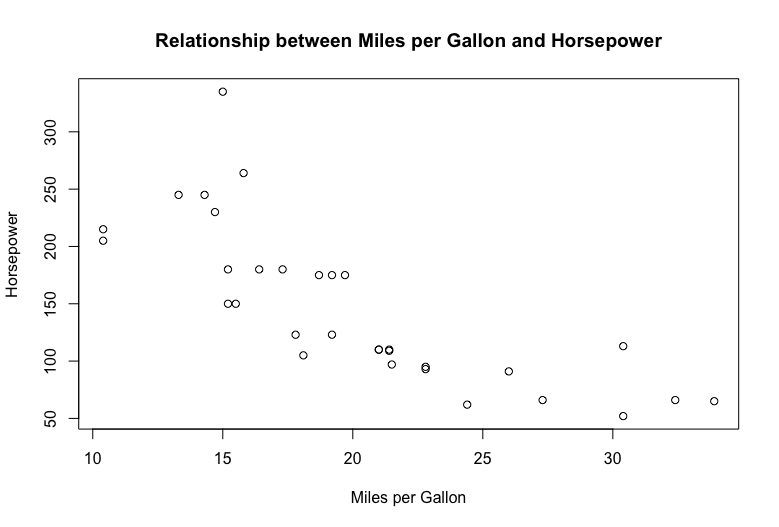 Relationship between Miles per Gallon and Horsepower
300
250
200
150
100
50
Horsepower
10 15 20 25 30
Miles per Gallon